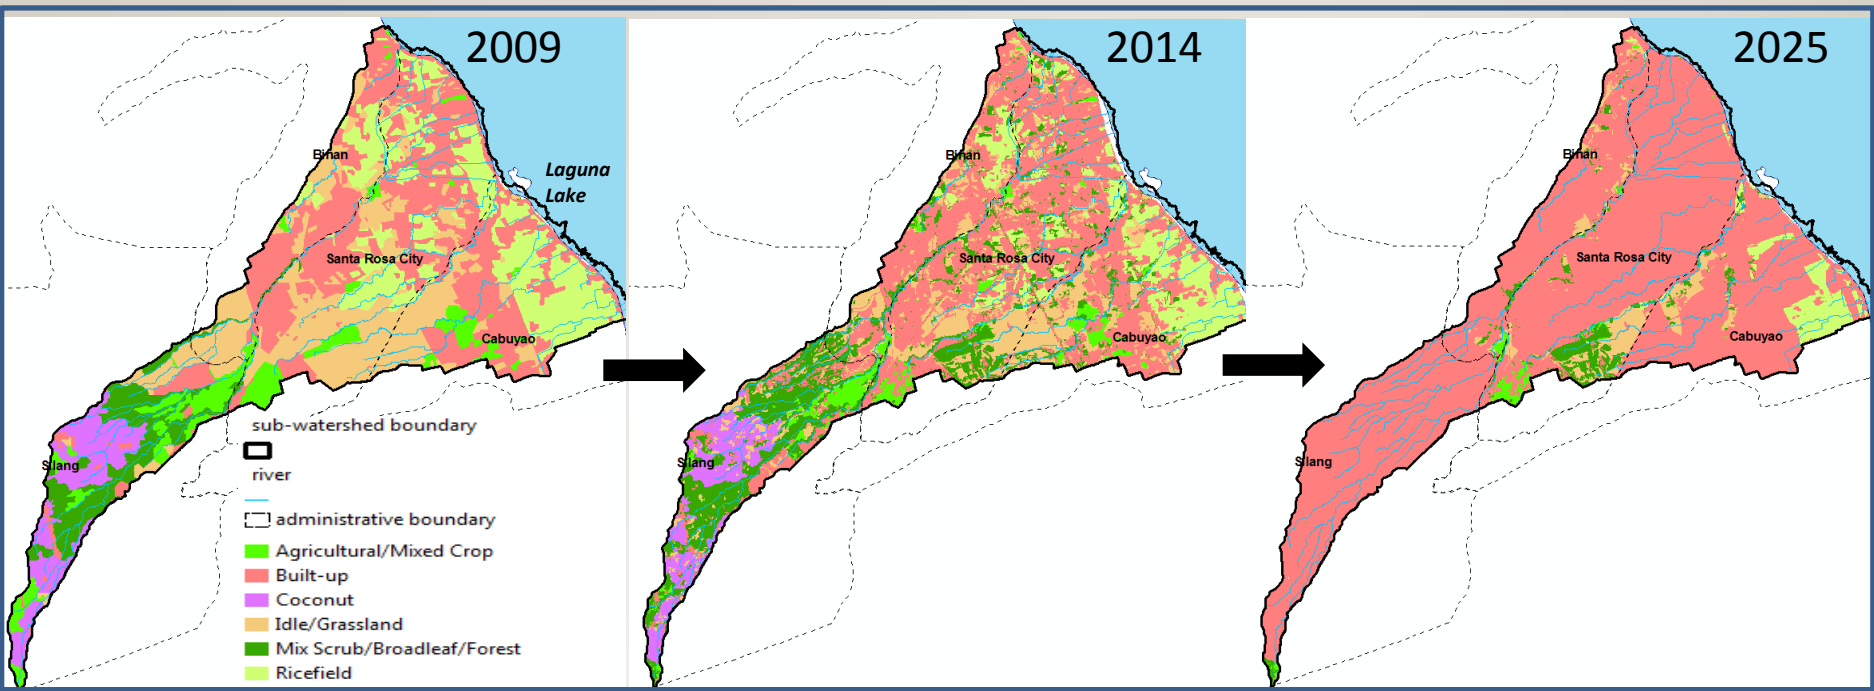 2009
Biñan
Laguna
Lake
Santa Rosa City
Cabuyao
Silang
sub-watershed boundary
river
administrative boundary
Agricultural/Mixed Crop
Built-up
Coconut
Idle/Grassland
Mix Scrub/Broadleaf/Forest
Ricefield
2014
Biñan
Santa Rosa City
Cabuyao
Silang
2025
Biñan
Santa Rosa City
Cabuyao
Silang